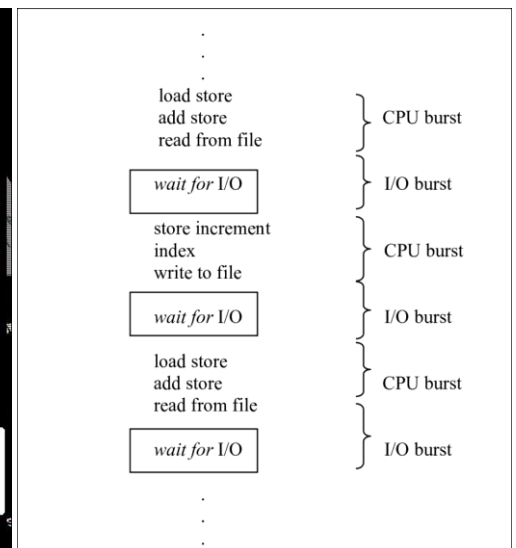 .
.
.
load store
add store
read from file
CPU burst
wait for I/O
I/O burst
store increment
index
write to file
CPU burst
wait for I/O
I/O burst
load store
add store
read from file
CPU burst
wait for I/O
I/O burst
.
.
.